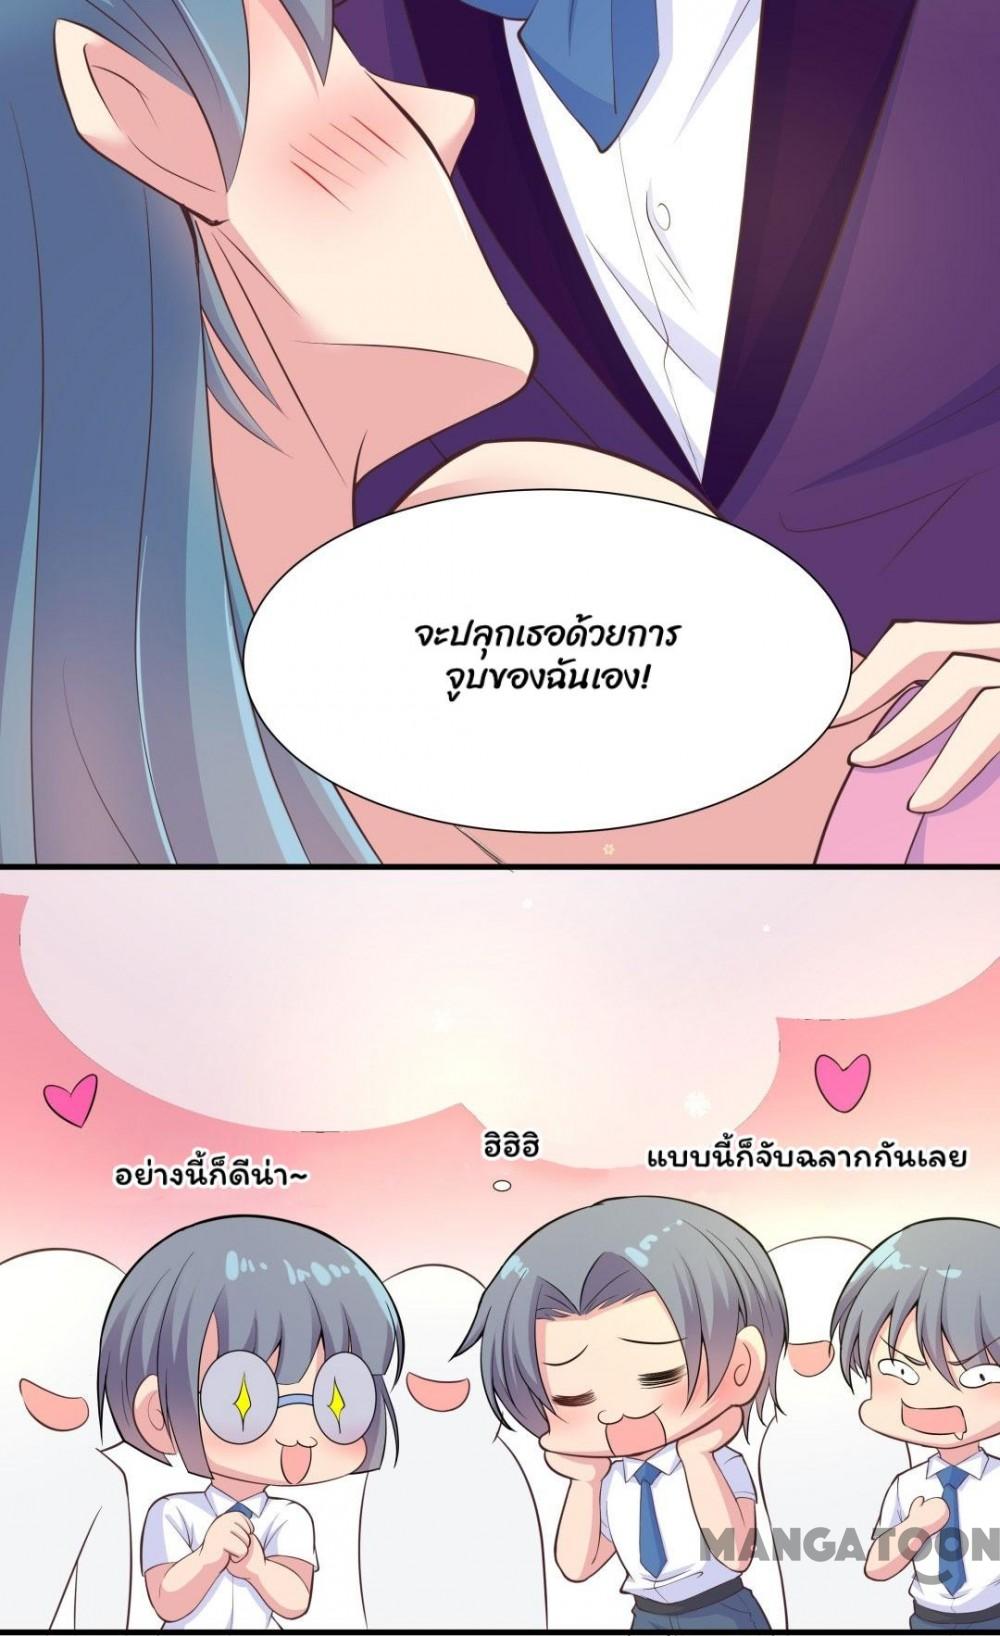 จะปลุกเธอด้วยการ
จูบของฉันเอง!
อย่างนี้ก็ดีน่า~
ฮิฮิฮิ
แบบนี้ก็จับฉลากกันเลย
MANGATOON